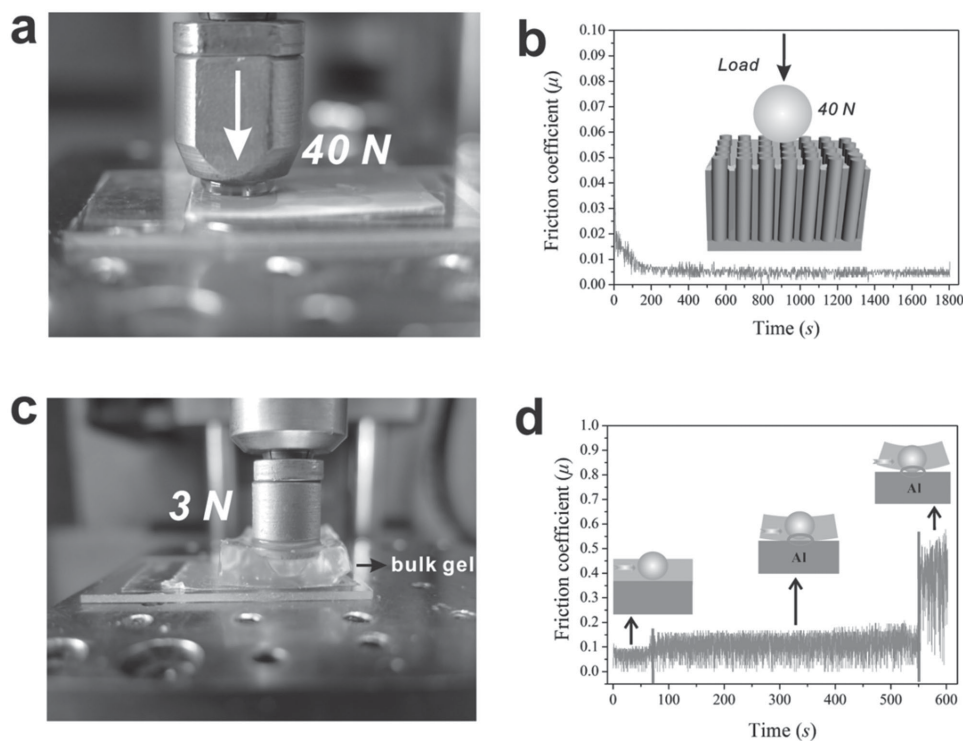 a
40 N
b
Friction coefficient (μ)
0.10
0.09
0.08
0.07
0.06
0.05
0.04
0.03
0.02
0.01
0.00
Load
40 N
0 200 400 600 800 1000 1200 1400 1600 1800
Time (s)
c
3 N
bulk gel
d
Friction coefficient (μ)
1.0
0.9
0.8
0.7
0.6
0.5
0.4
0.3
0.2
0.1
0.0
Al
Al
0 100 200 300 400 500 600
Time (s)